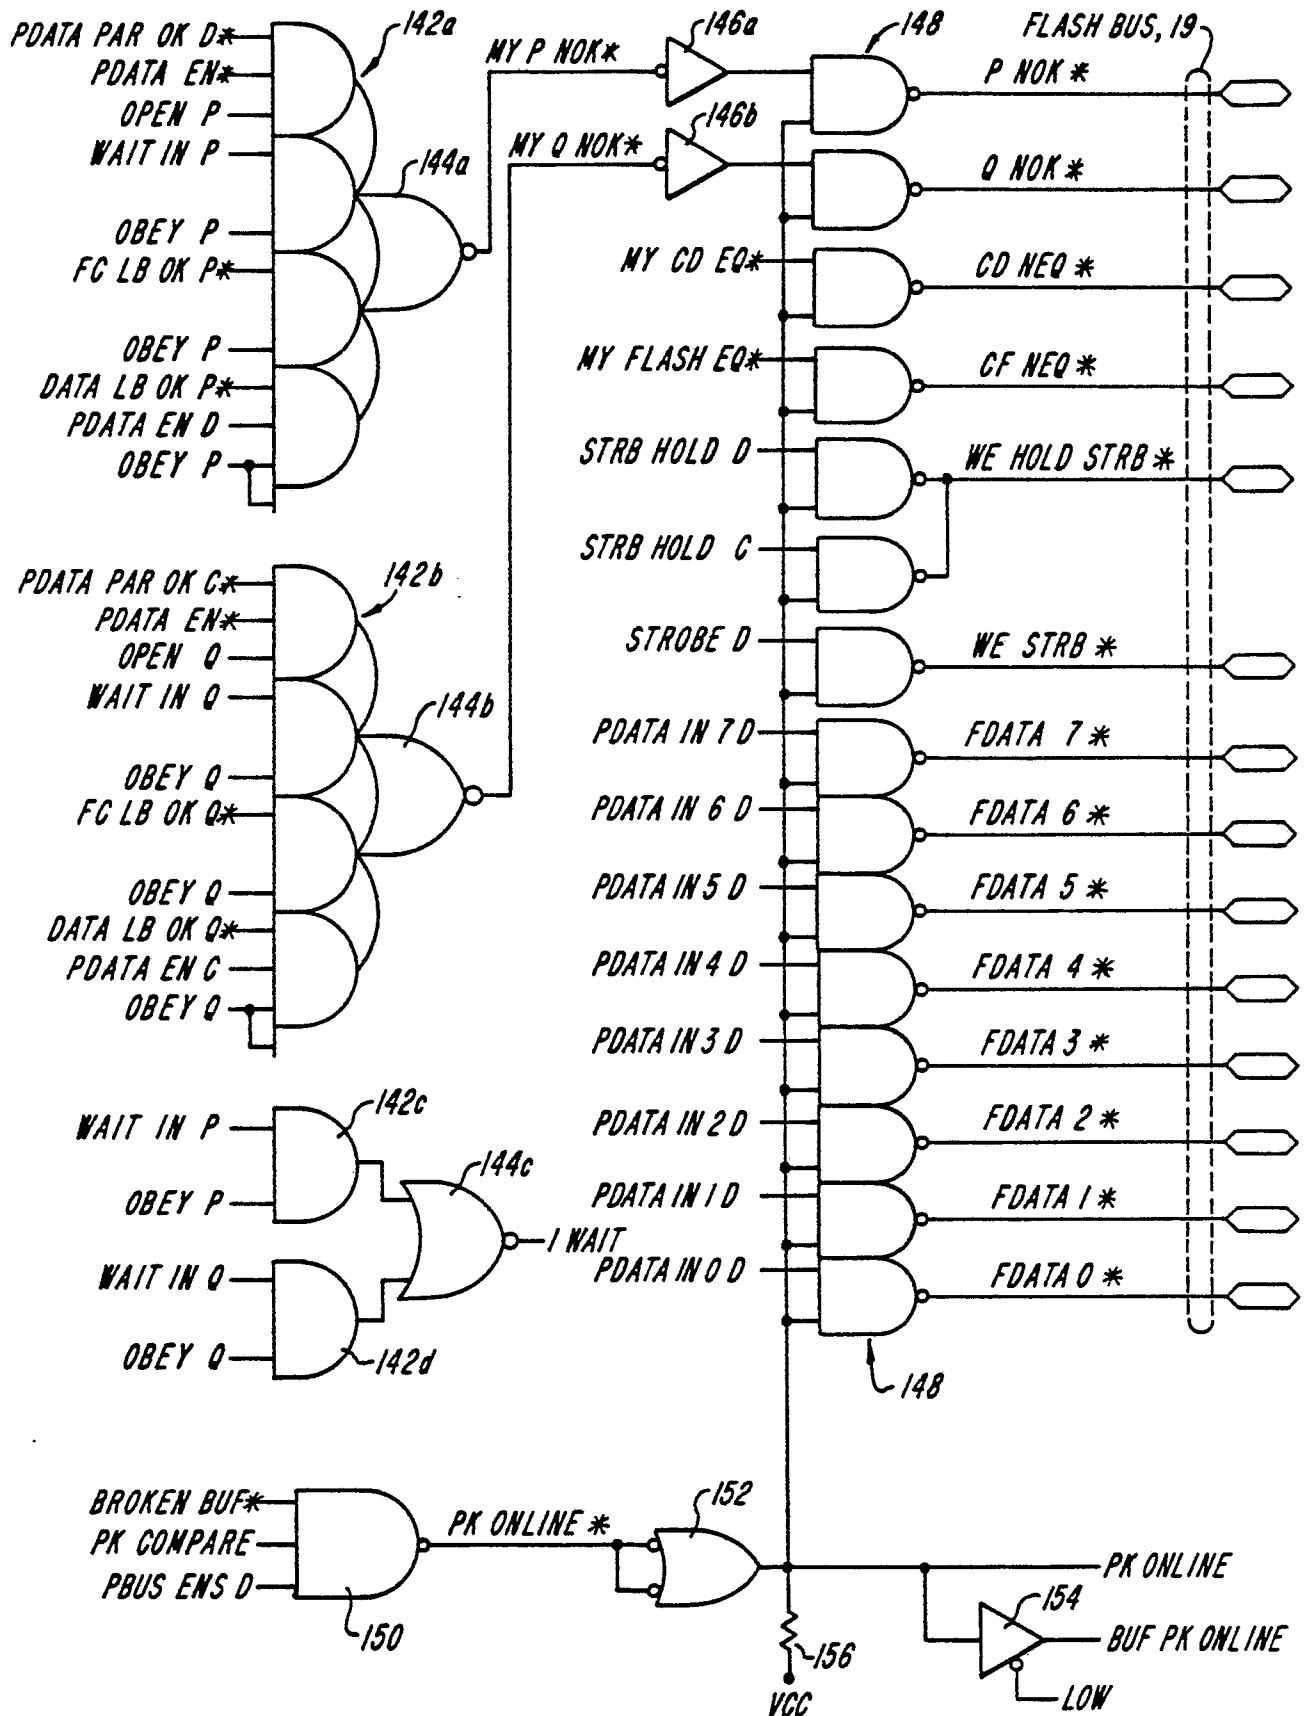 PDATA PAR OK D*
PDATA EN*
OPEN P
WAIT IN P
OBEY P
FC LB OK P*
OBEY P
DATA LB OK P*
PDATA EN D
OBEY P
142a
144a
MY P NOK*
MY Q NOK*
146a
146b
148
FLASH BUS, 19
P NOK *
Q NOK *
MY CD EQ*
CD NEQ *
MY FLASH EQ*
CF NEQ *
STRB HOLD D
WE HOLD STRB *
STRB HOLD C
STROBE D
WE STRB *
PDATA IN 7 D
FDATA 7 *
PDATA IN 6 D
FDATA 6 *
PDATA IN 5 D
FDATA 5 *
PDATA IN 4 D
FDATA 4 *
PDATA IN 3 D
FDATA 3 *
PDATA IN 2 D
FDATA 2 *
PDATA IN 1 D
FDATA 1 *
PDATA IN 0 D
FDATA 0 *
148
PDATA PAR OK C*
PDATA EN*
OPEN Q
WAIT IN Q
OBEY Q
FC LB OK Q*
OBEY Q
DATA LB OK Q*
PDATA EN C
OBEY Q
142b
144b
WAIT IN P
OBEY P
142c
144c
I WAIT
WAIT IN Q
OBEY Q
142d
BROKEN BUF*
PK COMPARE
PBUS ENS D
150
PK ONLINE *
152
PK ONLINE
154
BUF PK ONLINE
LOW
156
VCC